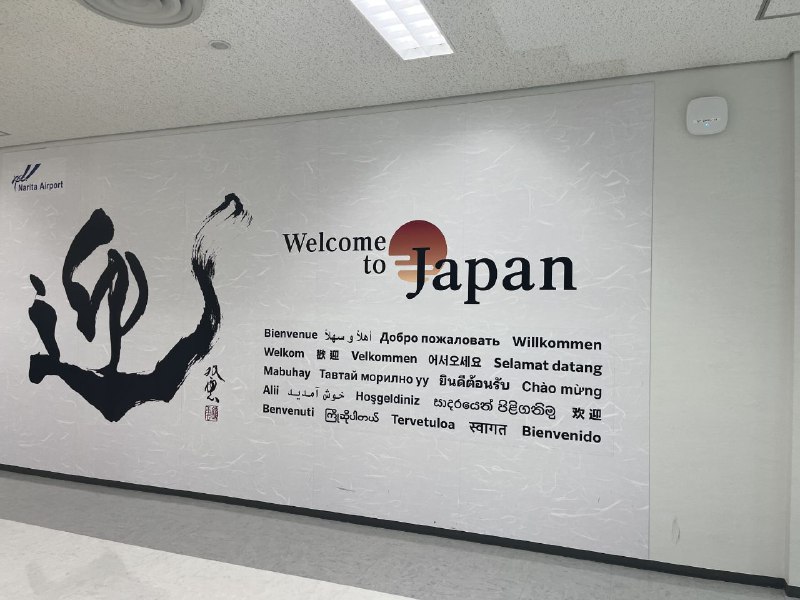 Narita Airport
迎
Welcome
to Japan
Bienvenue أهلاً و سهلاً Добро пожаловать Willkommen
Welkom 歡迎 Velkommen 어서오세요 Selamat datang
Mabuhay Тавтай морилно уу ยินดีต้อนรับ Chào mừng
Alii خوش آمدید Hoşgeldiniz සාදරයෙන් පිළිගනිමු 欢迎
Benvenuti ကြိုဆိုပါတယ် Tervetuloa स्वागत Bienvenido